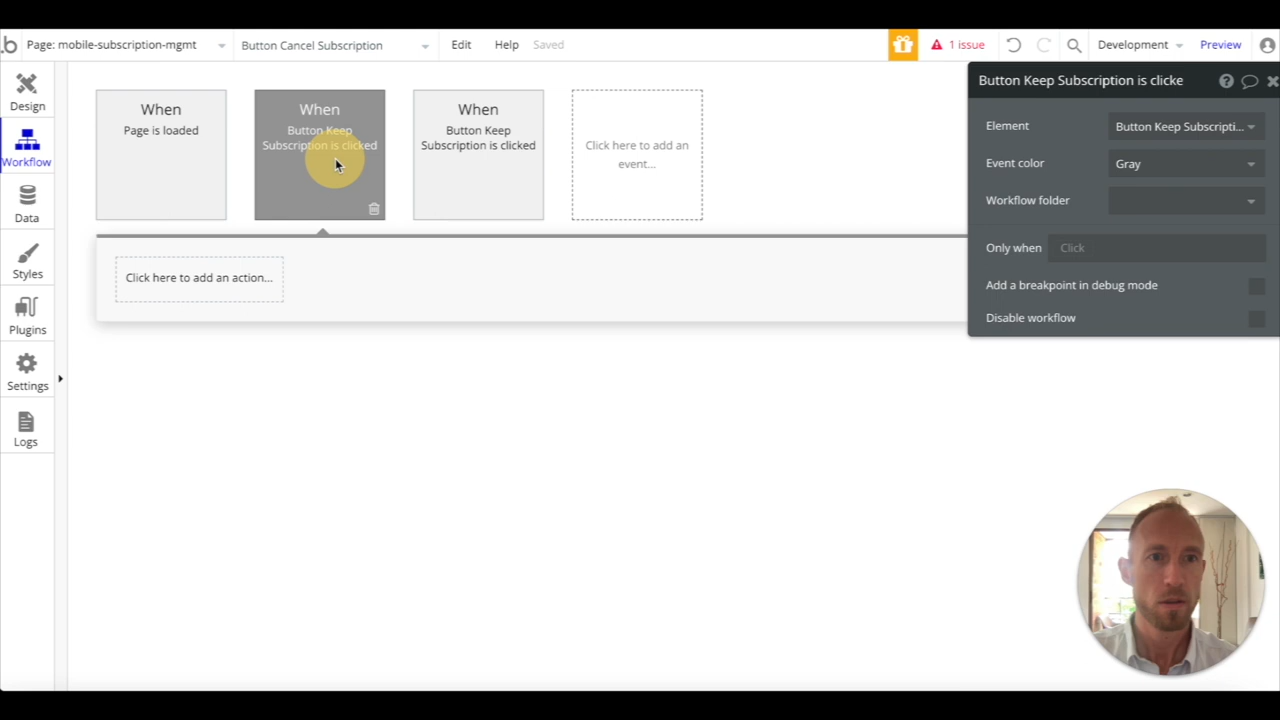 .b
Page: mobile-subscription-mgmt
Button Cancel Subscription
Edit
Help
Saved
1 issue
Development
Preview
Design
Workflow
Data
Styles
Plugins
Settings
Logs
When
Page is loaded
When
Button Keep
Subscription is clicked
When
Button Keep
Subscription is clicked
Click here to add an
event...
Click here to add an action...
Button Keep Subscription is clicke
?
Element
Button Keep Subscripti...
Event color
Gray
Workflow folder
Only when
Click
Add a breakpoint in debug mode
Disable workflow